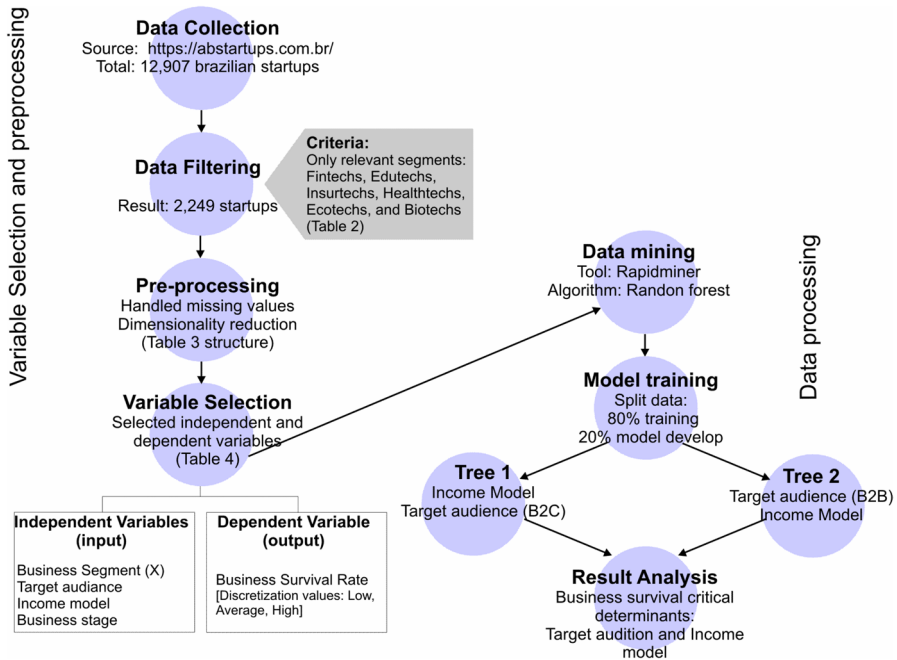 Variable Selection and preprocessing
Data Collection
Source: https://abstartups.com.br/
Total: 12,907 brazilian startups
Data Filtering
Result: 2,249 startups
Criteria:
Only relevant segments:
Fintechs, Edutechs,
Insurtechs, Healthtechs,
Ecotechs, and Biotechs
(Table 2)
Pre-processing
Handled missing values
Dimensionality reduction
(Table 3 structure)
Variable Selection
Selected independent and
dependent variables
(Table 4)
Independent Variables
(input)
Business Segment (X)
Target audiance
Income model
Business stage
Dependent Variable
(output)
Business Survival Rate
[Discretization values: Low,
Average, High]
Data processing
Data mining
Tool: Rapidminer
Algorithm: Randon forest
Model training
Split data:
80% training
20% model develop
Tree 1
Income Model
Target audience (B2C)
Tree 2
Target audience (B2B)
Income Model
Result Analysis
Business survival critical
determinants:
Target audition and Income
model